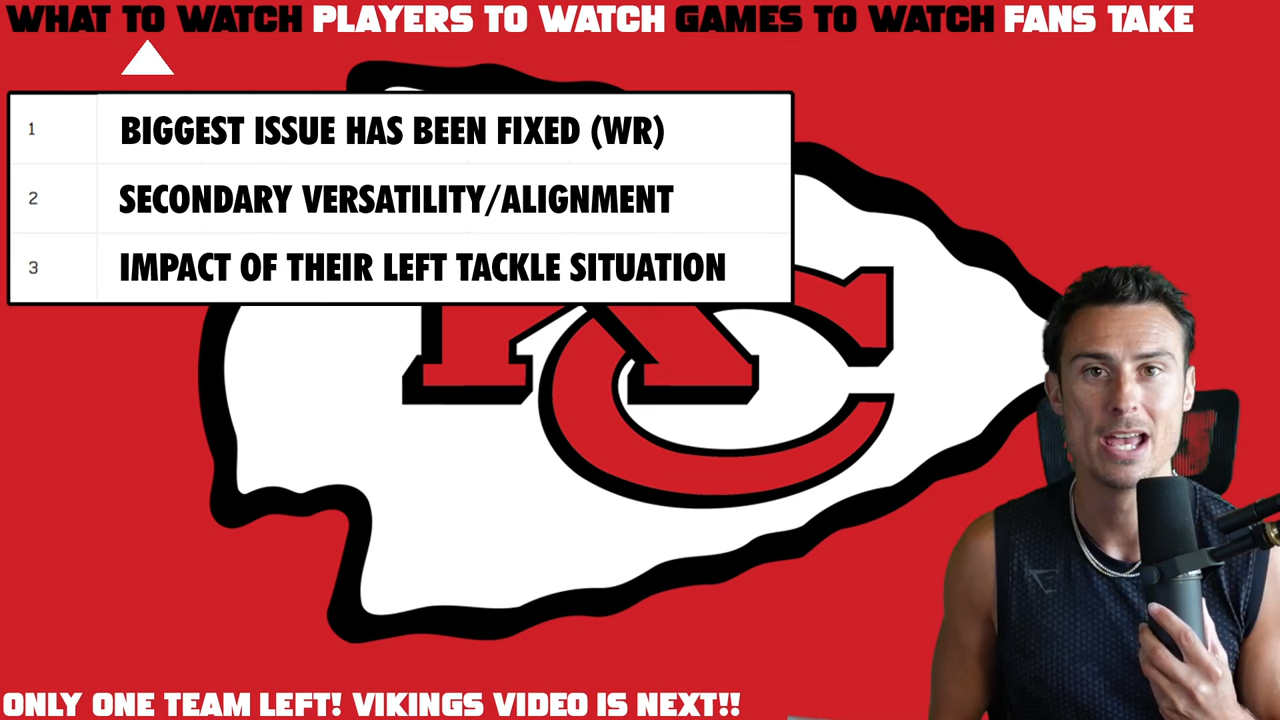 WHAT TO WATCH PLAYERS TO WATCH GAMES TO WATCH FANS TAKE
1 BIGGEST ISSUE HAS BEEN FIXED (WR)
2 SECONDARY VERSATILITY/ALIGNMENT
3 IMPACT OF THEIR LEFT TACKLE SITUATION
KC
ONLY ONE TEAM LEFT! VIKINGS VIDEO IS NEXT!!